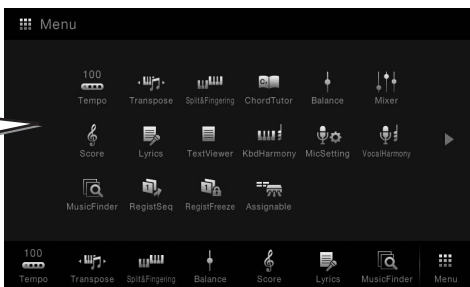 Menu
100
Tempo Transpose Split&Fingering ChordTutor Balance Mixer
Score Lyrics TextViewer KbdHarmony MicSetting VocalHarmony
MusicFinder RegistSeq RegistFreeze Assignable
100
Tempo Transpose Split&Fingering Balance Score Lyrics MusicFinder Menu